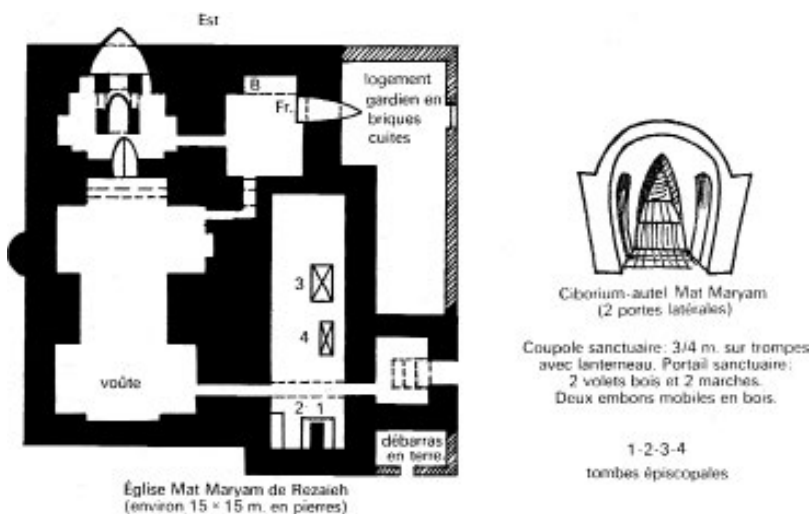 Est
B
Fr.
logement
gardien en
briques
cuites
3
4
voûte
2 1
débarras
en terre.
Église Mat Maryam de Rezaieh
(environ 15 × 15 m. en pierres)
Ciborium-autel Mat Maryam
(2 portes latérales)
Coupole sanctuaire: 3/4 m. sur trompes
avec lanterneau. Portail sanctuaire:
2 volets bois et 2 marches.
Deux embons mobiles en bois.
1-2-3-4
tombes épiscopales